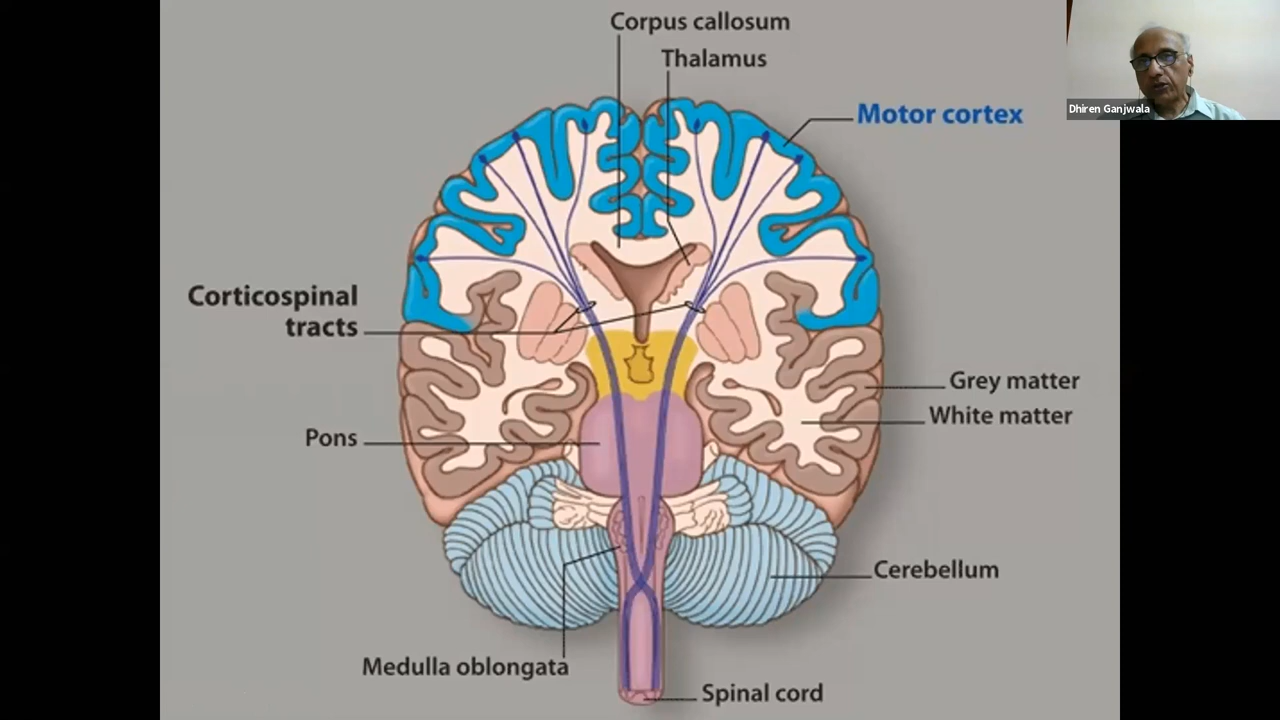 Corpus callosum
Thalamus
Motor cortex
Dhiren Ganjwala
Corticospinal
tracts
Grey matter
White matter
Pons
Cerebellum
Medulla oblongata
Spinal cord